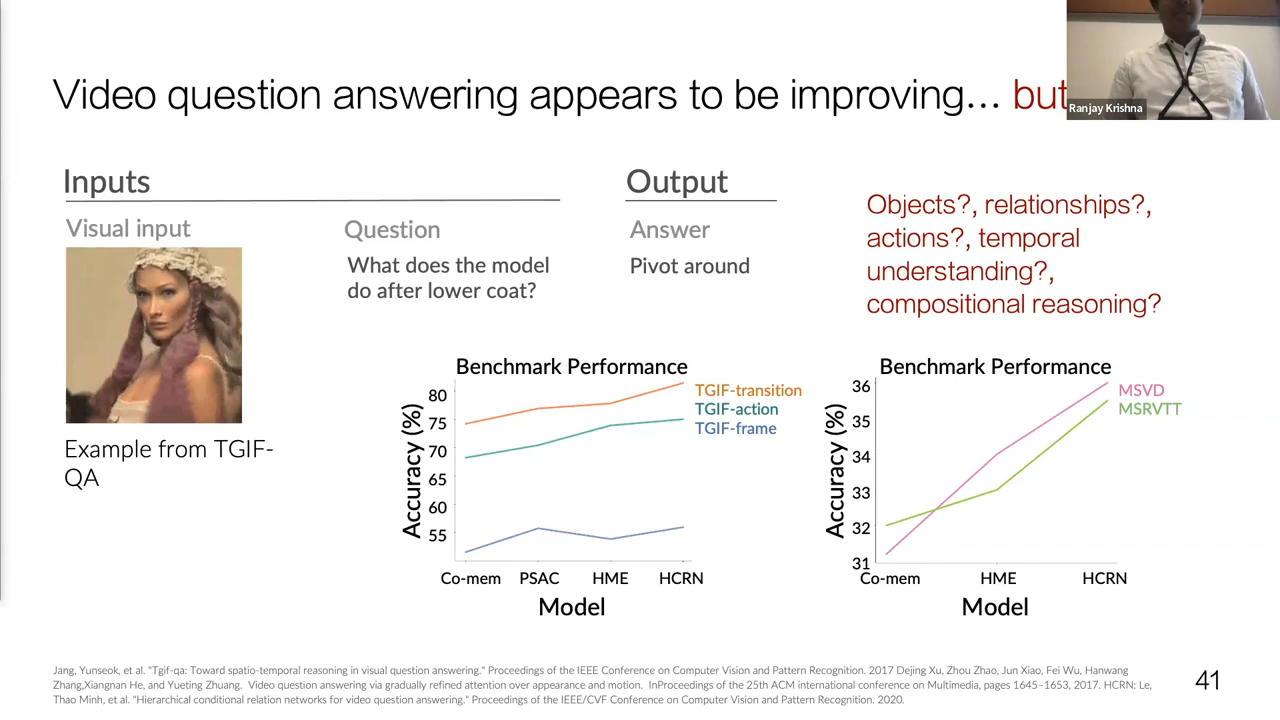 Video question answering appears to be improving... but
Ranjay Krishna
Inputs
Output
Visual input
Question
Answer
What does the model
do after lower coat?
Pivot around
Objects?, relationships?,
actions?, temporal
understanding?,
compositional reasoning?
Example from TGIF-
QA
Benchmark Performance
Accuracy (%)
80
75
70
65
60
55
TGIF-transition
TGIF-action
TGIF-frame
Co-mem PSAC HME HCRN
Model
Benchmark Performance
Accuracy (%)
36
35
34
33
32
31
MSVD
MSRVTT
Co-mem HME HCRN
Model
Jang, Yunseok, et al. "Tgif-qa: Toward spatio-temporal reasoning in visual question answering." Proceedings of the IEEE Conference on Computer Vision and Pattern Recognition. 2017 Dejing Xu, Zhou Zhao, Jun Xiao, Fei Wu, Hanwang
Zhang,Xiangnan He, and Yueting Zhuang. Video question answering via gradually refined attention over appearance and motion. InProceedings of the 25th ACM international conference on Multimedia, pages 1645–1653, 2017. HCRN: Le,
Thao Minh, et al. "Hierarchical conditional relation networks for video question answering." Proceedings of the IEEE/CVF Conference on Computer Vision and Pattern Recognition. 2020.
41